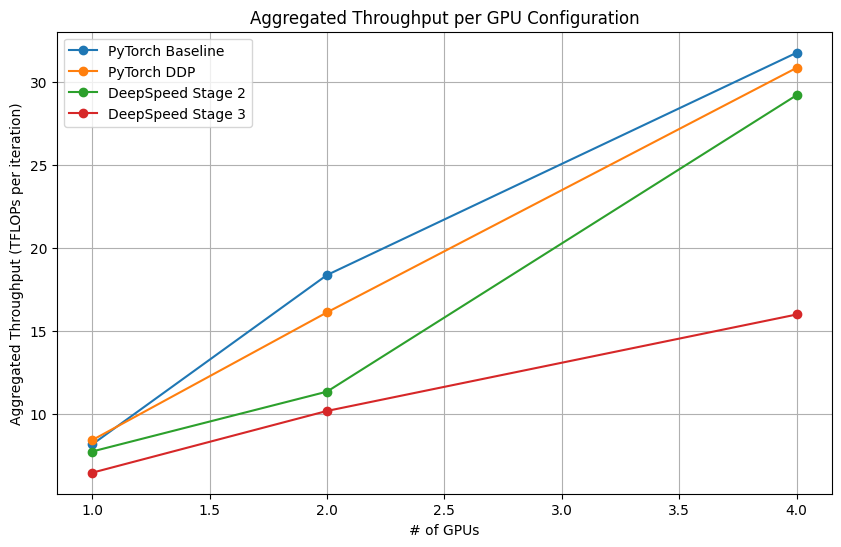 Aggregated Throughput per GPU Configuration
PyTorch Baseline
PyTorch DDP
DeepSpeed Stage 2
DeepSpeed Stage 3
Aggregated Throughput (TFLOPs per iteration)
30
25
20
15
10
1.0 1.5 2.0 2.5 3.0 3.5 4.0
# of GPUs